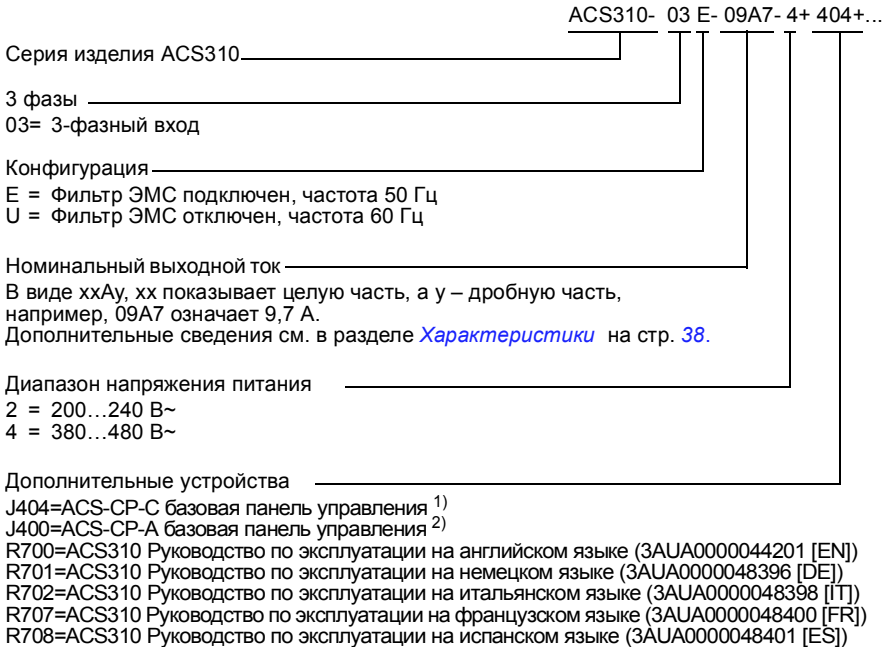 ACS310- 03 E- 09A7- 4+ 404+...
Серия изделия ACS310
3 фазы
03= 3-фазный вход
Конфигурация
E = Фильтр ЭМС подключен, частота 50 Гц
U = Фильтр ЭМС отключен, частота 60 Гц
Номинальный выходной ток
В виде xxAy, xx показывает целую часть, а y – дробную часть,
например, 09A7 означает 9,7 А.
Дополнительные сведения см. в разделе Характеристики на стр. 38.
Диапазон напряжения питания
2 = 200…240 В~
4 = 380…480 В~
Дополнительные устройства
J404=ACS-CP-C базовая панель управления 1)
J400=ACS-CP-A базовая панель управления 2)
R700=ACS310 Руководство по эксплуатации на английском языке (3AUA0000044201 [EN])
R701=ACS310 Руководство по эксплуатации на немецком языке (3AUA0000048396 [DE])
R702=ACS310 Руководство по эксплуатации на итальянском языке (3AUA0000048398 [IT])
R707=ACS310 Руководство по эксплуатации на французском языке (3AUA0000048400 [FR])
R708=ACS310 Руководство по эксплуатации на испанском языке (3AUA0000048401 [ES])